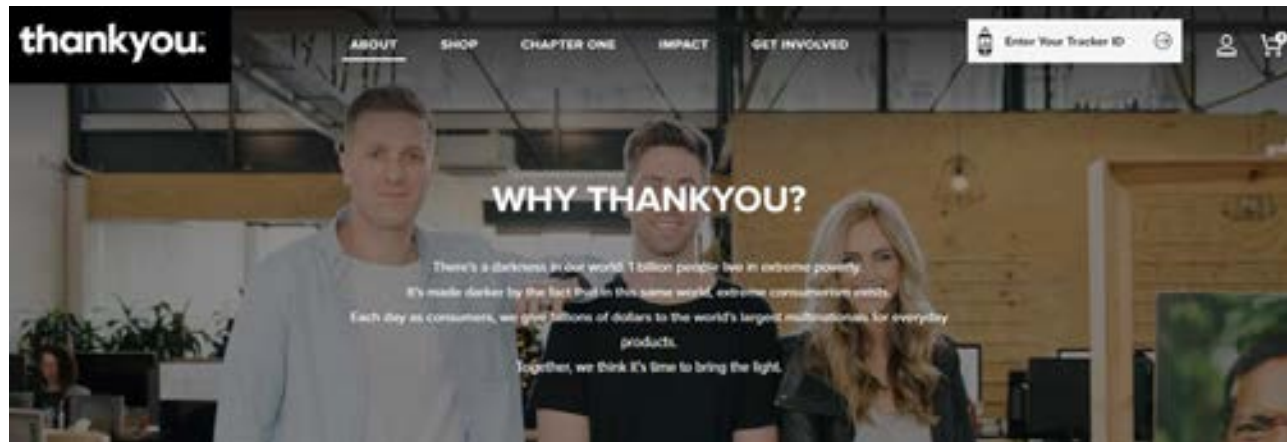 thankyou.
ABOUT SHOP CHAPTER ONE IMPACT GET INVOLVED
Enter Your Tracker ID
WHY THANKYOU?
There's a darkness in our world. 1 billion people live in extreme poverty.
It's made darker by the fact that in this same world, extreme consumerism exists.
Each day as consumers, we give billions of dollars to the world's largest multinationals for everyday
products.
Together, we think it's time to bring the light.